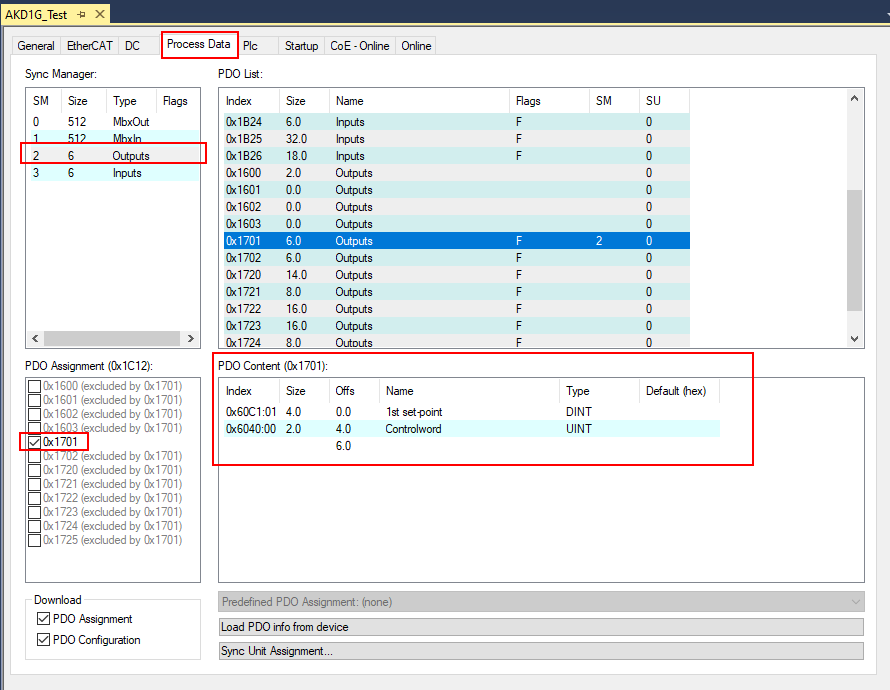 AKD1G_Test
General EtherCAT DC Process Data Plc Startup CoE - Online Online
Sync Manager:
SM Size Type Flags
0 512 MbxOut
1 512 MbxIn
2 6 Outputs
3 6 Inputs
PDO List:
Index Size Name Flags SM SU
0x1B24 6.0 Inputs F 0
0x1B25 32.0 Inputs F 0
0x1B26 18.0 Inputs F 0
0x1600 2.0 Outputs 0
0x1601 0.0 Outputs 0
0x1602 0.0 Outputs 0
0x1603 0.0 Outputs 0
0x1701 6.0 Outputs F 2 0
0x1702 6.0 Outputs F 0
0x1720 14.0 Outputs F 0
0x1721 8.0 Outputs F 0
0x1722 16.0 Outputs F 0
0x1723 16.0 Outputs F 0
0x1724 8.0 Outputs F 0
PDO Assignment (0x1C12):
0x1600 (excluded by 0x1701)
0x1601 (excluded by 0x1701)
0x1602 (excluded by 0x1701)
0x1603 (excluded by 0x1701)
0x1701
0x1702 (excluded by 0x1701)
0x1720 (excluded by 0x1701)
0x1721 (excluded by 0x1701)
0x1722 (excluded by 0x1701)
0x1723 (excluded by 0x1701)
0x1724 (excluded by 0x1701)
0x1725 (excluded by 0x1701)
PDO Content (0x1701):
Index Size Offs Name Type Default (hex)
0x60C1:01 4.0 0.0 1st set-point DINT
0x6040:00 2.0 4.0 Controlword UINT
6.0
Download
PDO Assignment
PDO Configuration
Predefined PDO Assignment: (none)
Load PDO info from device
Sync Unit Assignment...